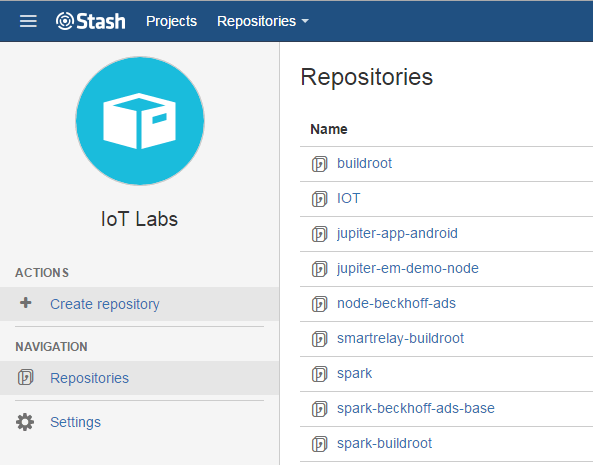 Stash Projects Repositories
IoT Labs
ACTIONS
Create repository
NAVIGATION
Repositories
Settings
Repositories
Name
buildroot
IOT
jupiter-app-android
jupiter-em-demo-node
node-beckhoff-ads
smartrelay-buildroot
spark
spark-beckhoff-ads-base
spark-buildroot